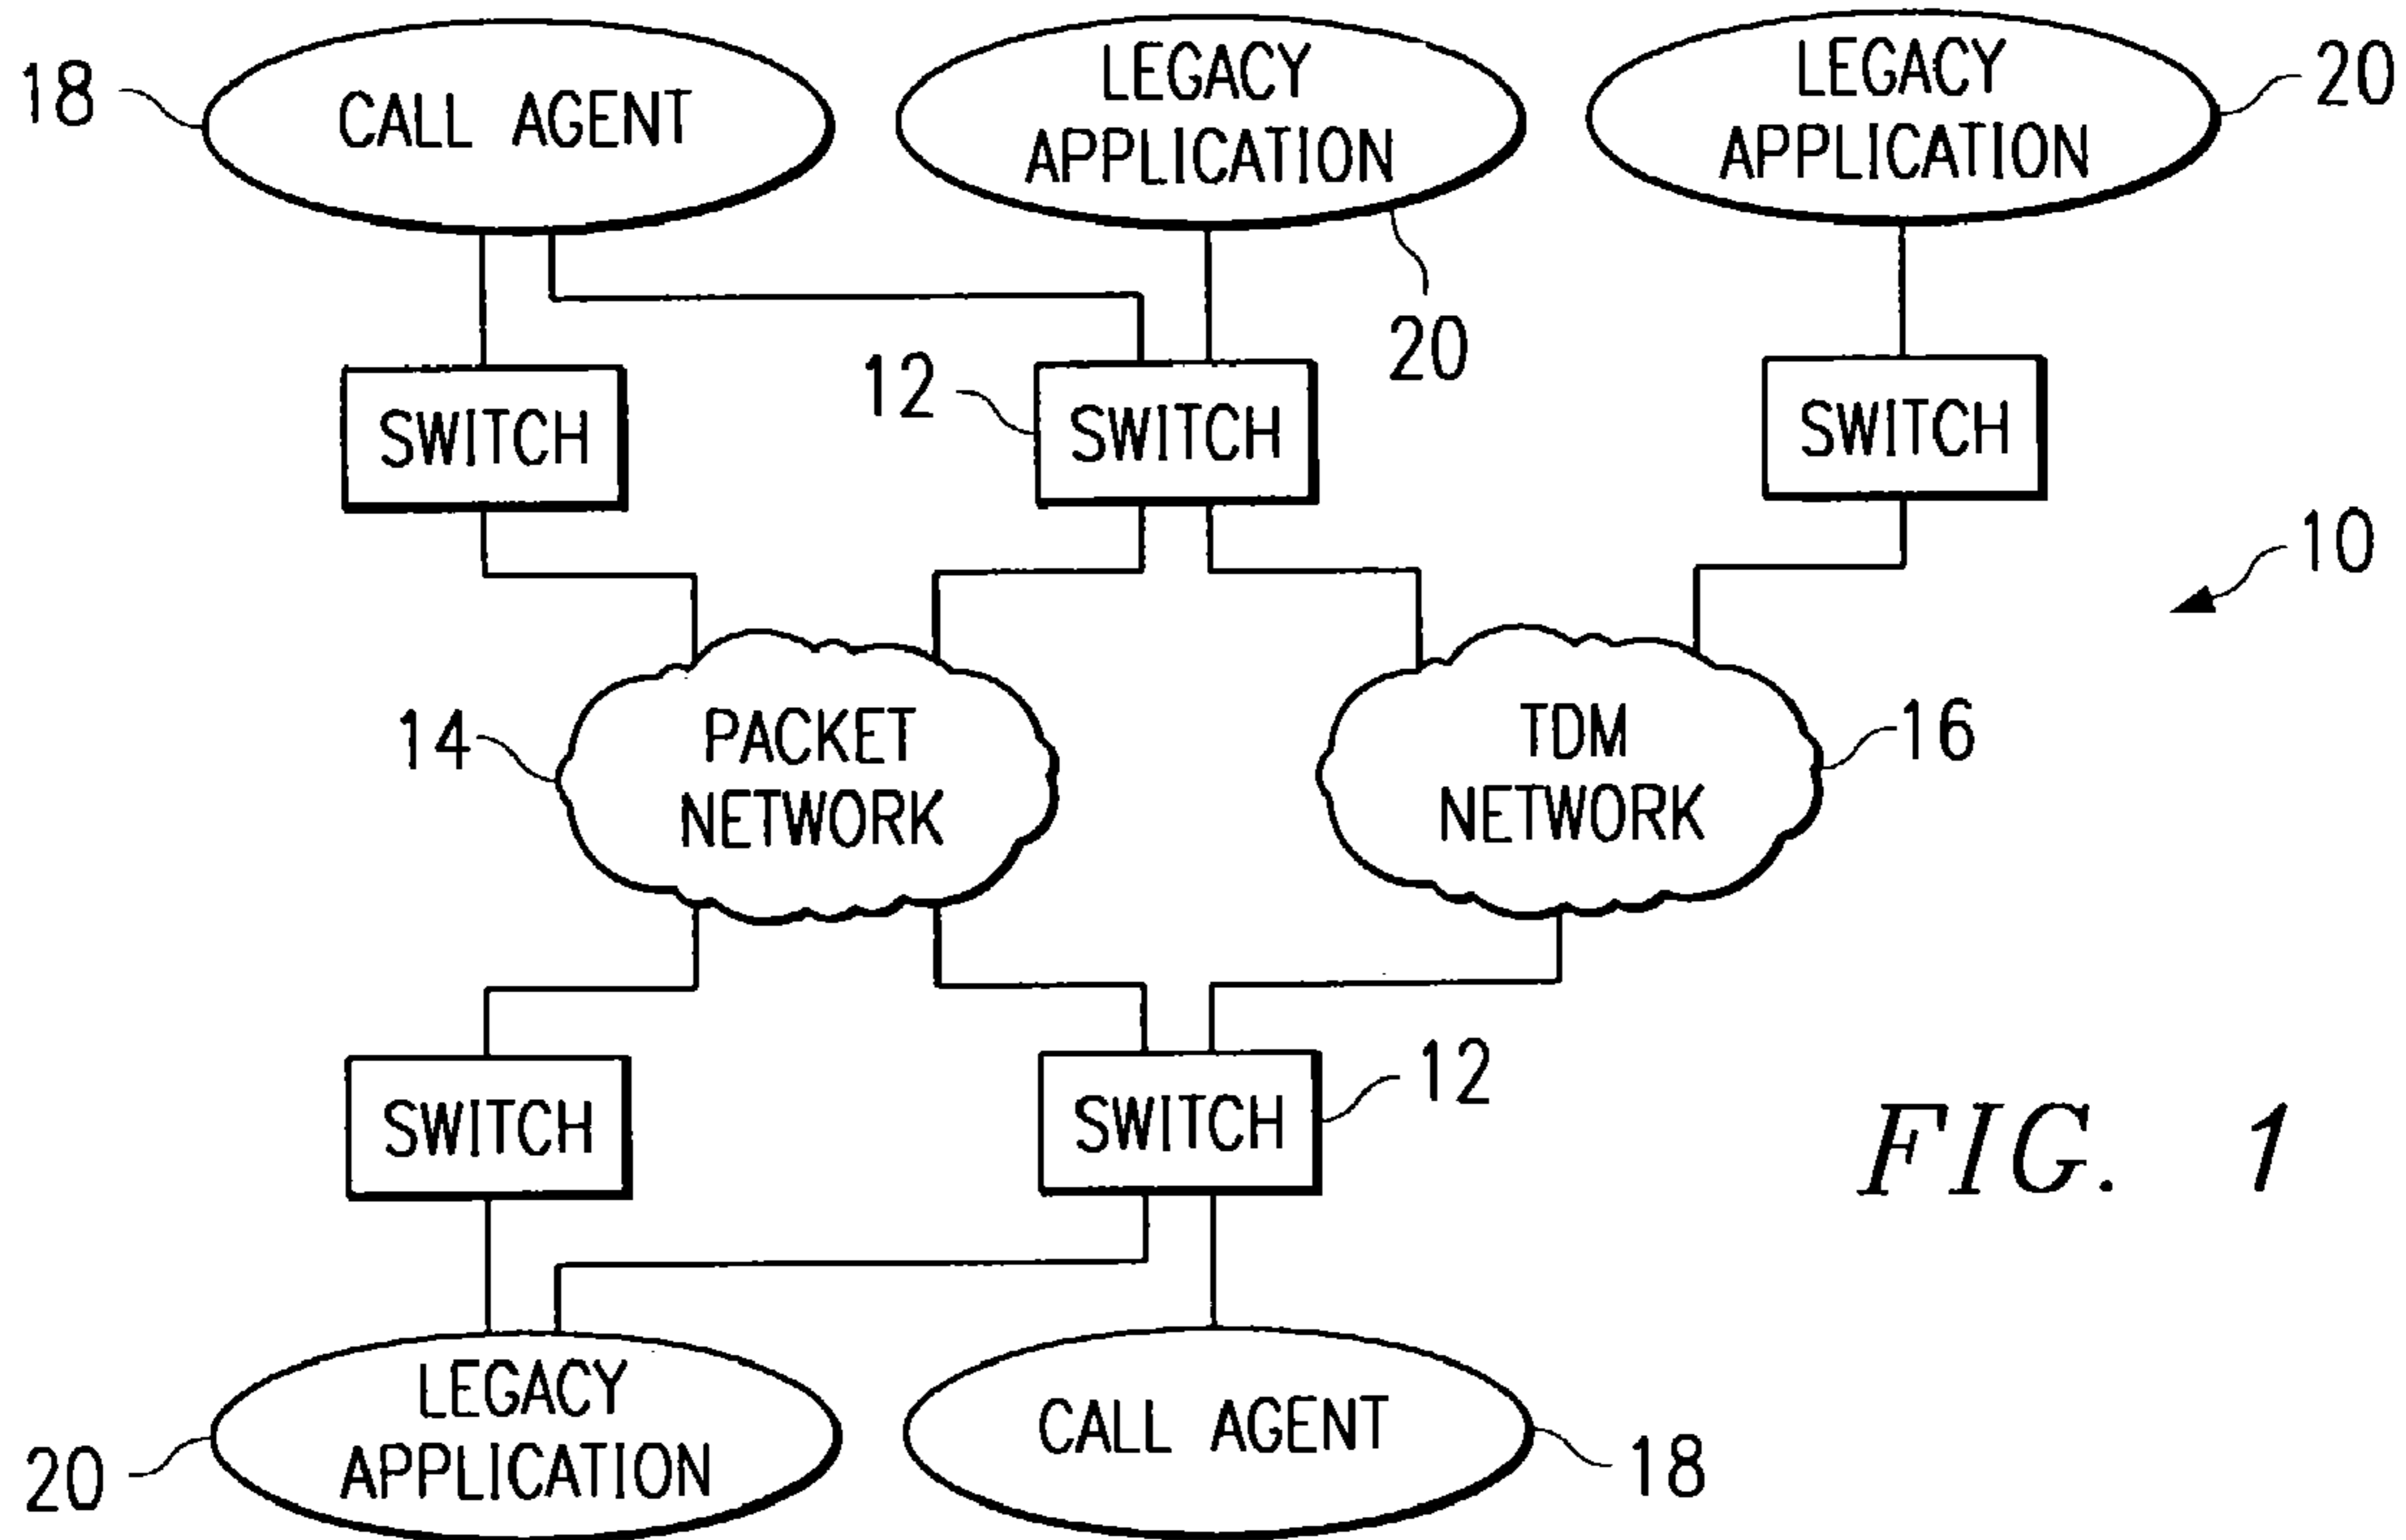 18
CALL AGENT
LEGACY
APPLICATION
20
LEGACY
APPLICATION
20
SWITCH
12
SWITCH
SWITCH
10
14
PACKET
NETWORK
TDM
NETWORK
16
SWITCH
SWITCH
12
FIG. 1
20
LEGACY
APPLICATION
CALL AGENT
18